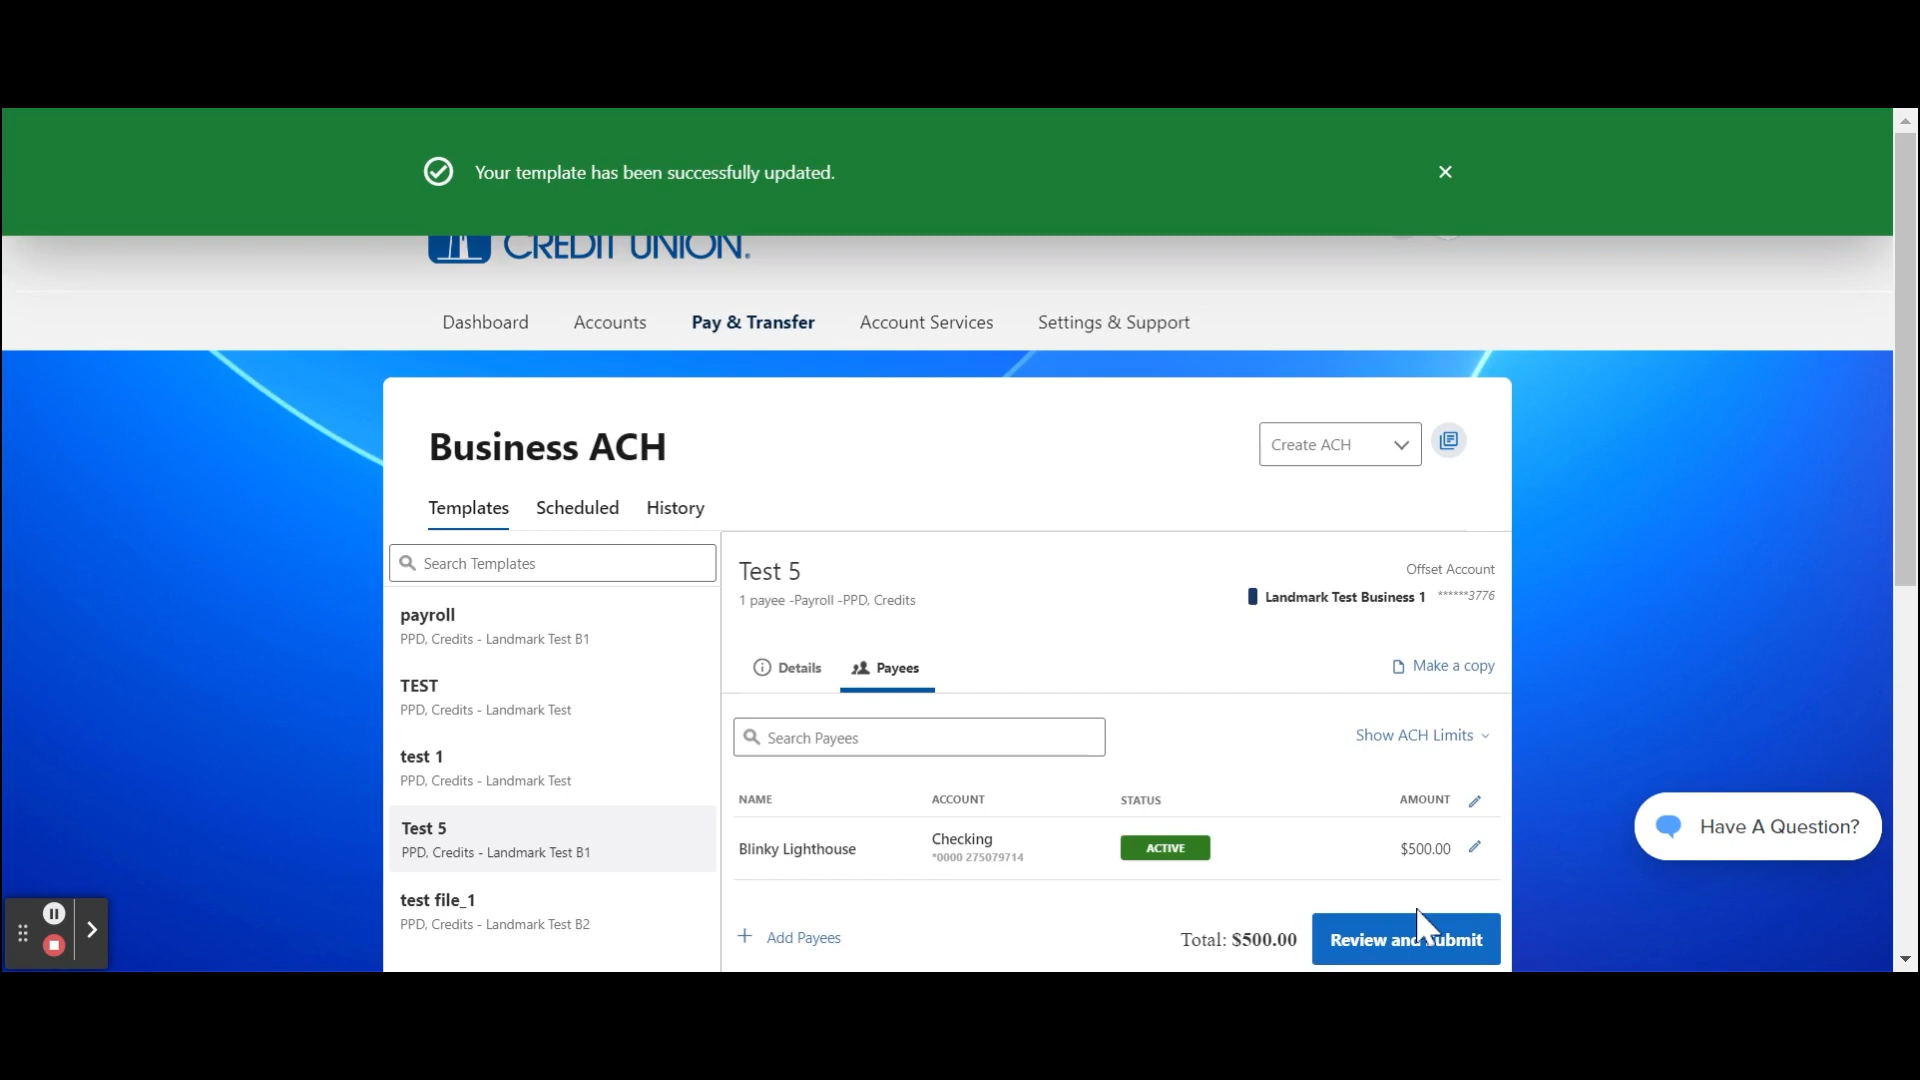 Your template has been successfully updated.
CREDIT UNION®
Dashboard Accounts Pay & Transfer Account Services Settings & Support
Business ACH
Create ACH
Templates Scheduled History
Search Templates
payroll
PPD, Credits - Landmark Test B1
TEST
PPD, Credits - Landmark Test
test 1
PPD, Credits - Landmark Test
Test 5
PPD, Credits - Landmark Test B1
test file_1
PPD, Credits - Landmark Test B2
Test 5
1 payee -Payroll -PPD, Credits
Offset Account
Landmark Test Business 1 ******3776
Details Payees
Make a copy
Search Payees
Show ACH Limits
NAME ACCOUNT STATUS AMOUNT
Blinky Lighthouse Checking ACTIVE $500.00
*0000 275079714
Add Payees
Total: $500.00
Review and Submit
Have A Question?